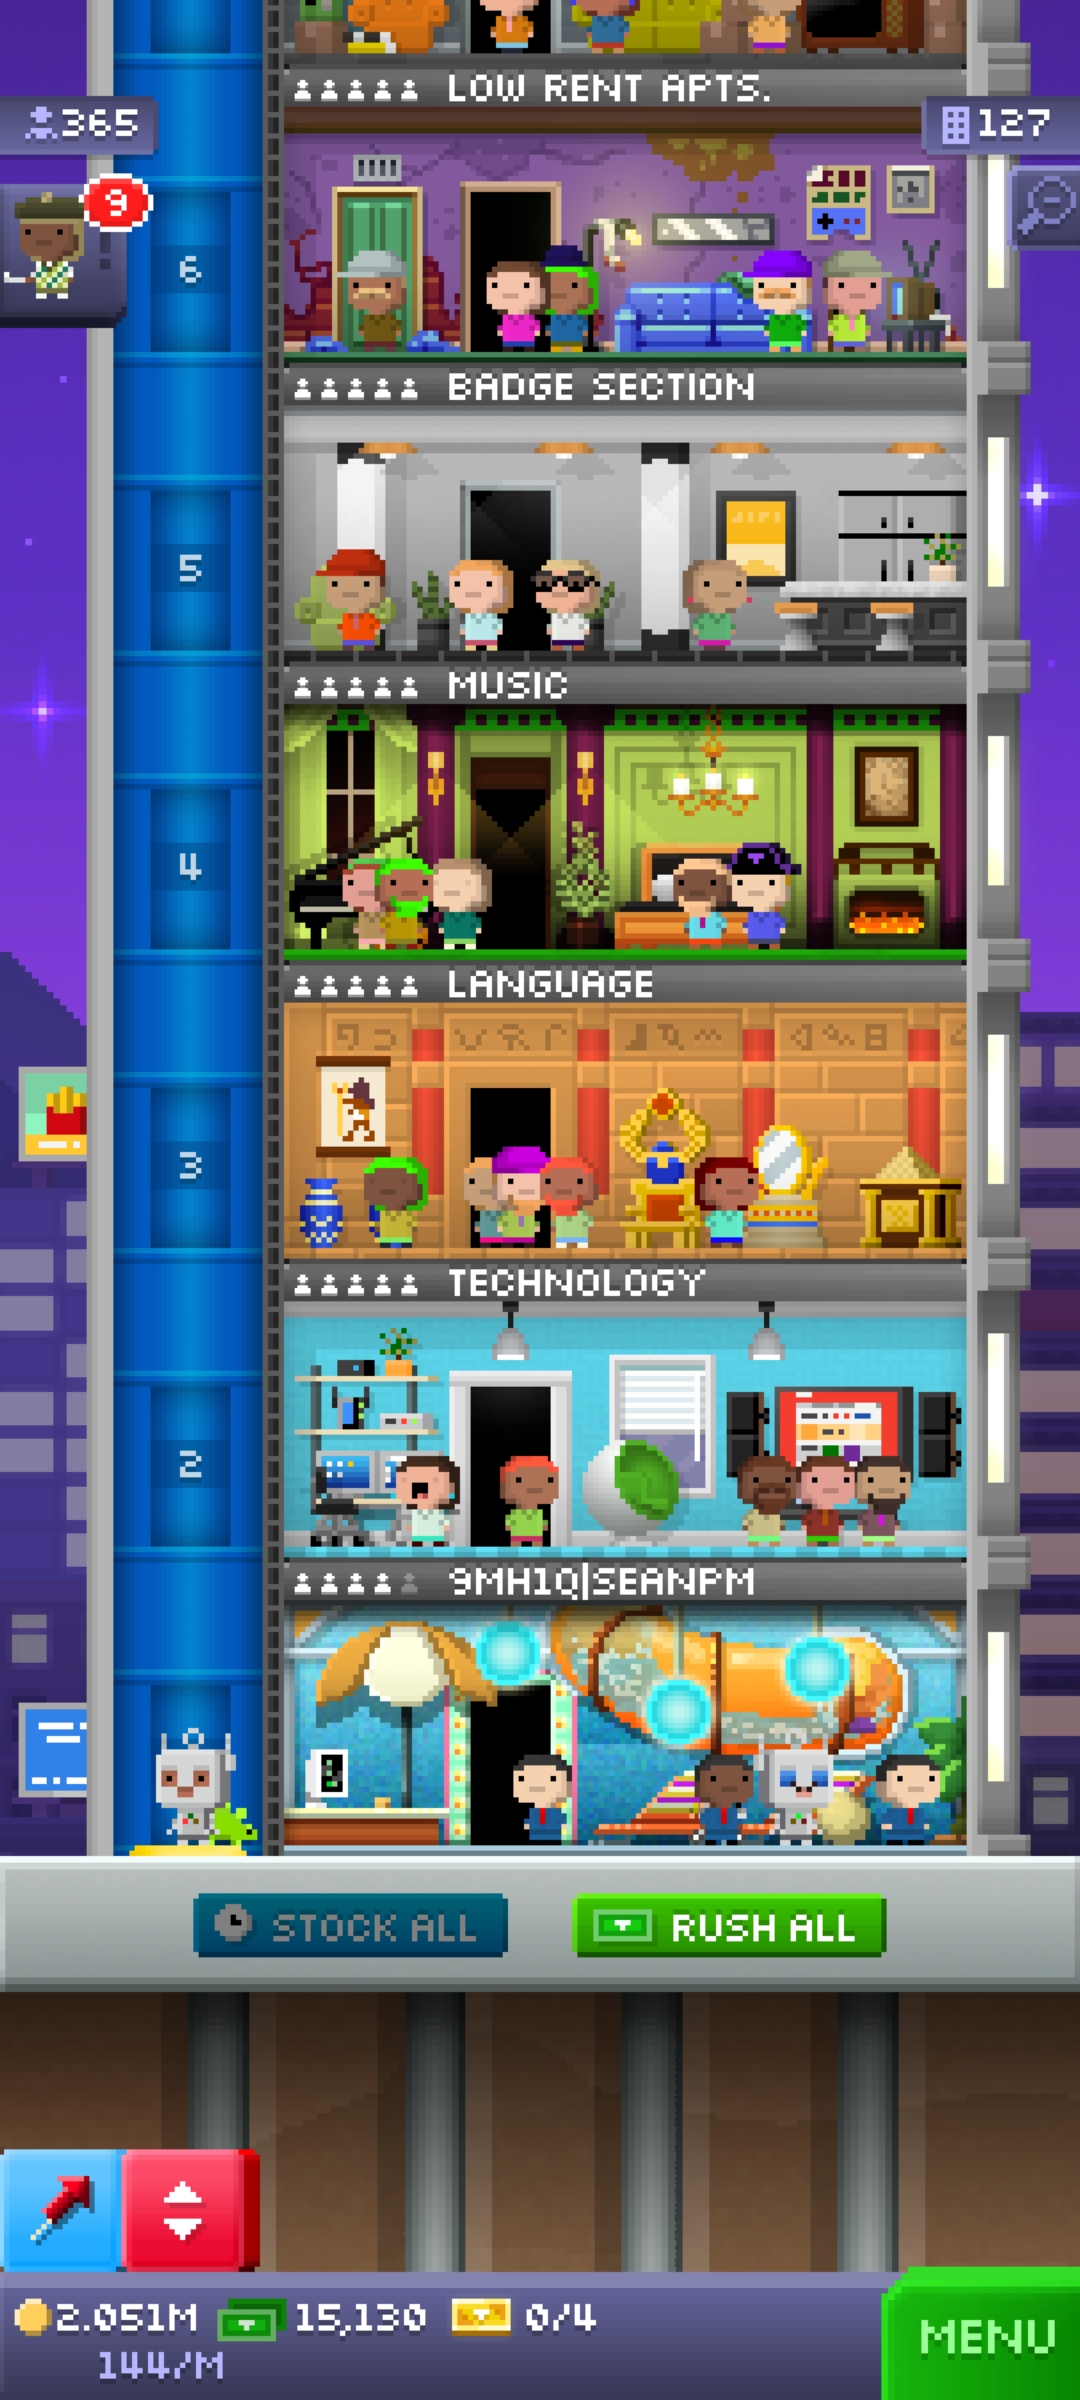 LOW RENT APTS.
365
127
9
6
BADGE SECTION
5
MUSIC
4
LANGUAGE
3
TECHNOLOGY
2
9MH1Q|SEANPM
STOCK ALL
RUSH ALL
2.051M
15,130
0/4
144/M
MENU